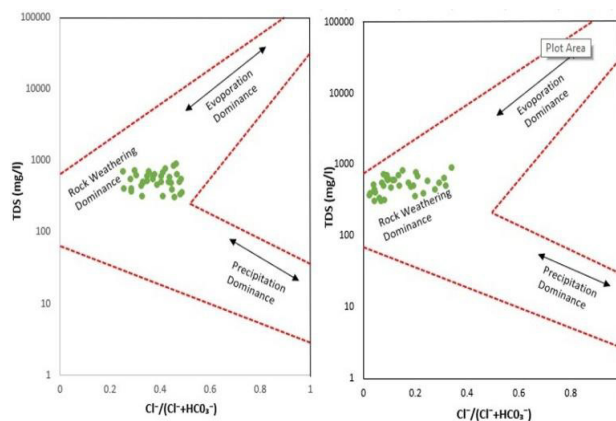 100000
10000
1000
100
10
1
TDS (mg/l)
Evoporation
Dominance
Rock Weathering
Dominance
Precipitation
Dominance
0
0.2
0.4
0.6
0.8
1
Cl⁻/(Cl⁻+HC0₃⁻)
100000
10000
1000
100
10
1
TDS (mg/l)
Plot Area
Evoporation
Dominance
Rock Weathering
Dominance
Precipitation
Dominance
0
0.2
0.4
0.6
0.8
Cl⁻/(Cl⁻+HCO₃⁻)